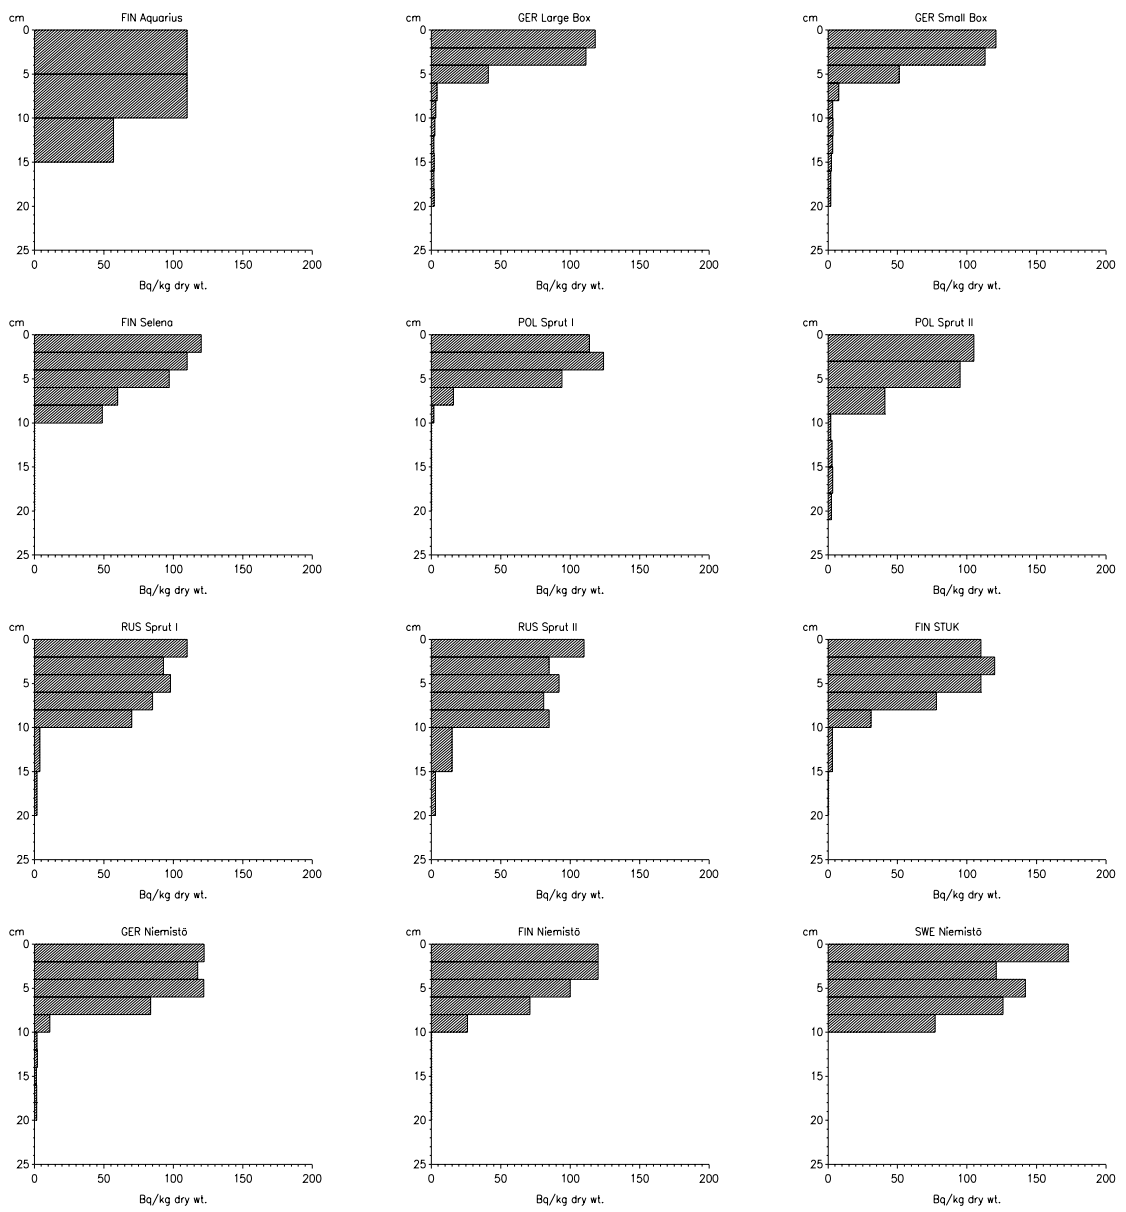 cm FIN Aquarius cm GER Large Box cm GER Small Box
0 0 0
5 5 5
10 10 10
15 15 15
20 20 20
25 25 25
0 50 100 150 200 0 50 100 150 200 0 50 100 150 200
Bq/kg dry wt. Bq/kg dry wt. Bq/kg dry wt.
cm FIN Selena cm POL Sprut I cm POL Sprut II
0 0 0
5 5 5
10 10 10
15 15 15
20 20 20
25 25 25
0 50 100 150 200 0 50 100 150 200 0 50 100 150 200
Bq/kg dry wt. Bq/kg dry wt. Bq/kg dry wt.
cm RUS Sprut I cm RUS Sprut II cm FIN STUK
0 0 0
5 5 5
10 10 10
15 15 15
20 20 20
25 25 25
0 50 100 150 200 0 50 100 150 200 0 50 100 150 200
Bq/kg dry wt. Bq/kg dry wt. Bq/kg dry wt.
cm GER Niemistö cm FIN Niemistö cm SWE Niemistö
0 0 0
5 5 5
10 10 10
15 15 15
20 20 20
25 25 25
0 50 100 150 200 0 50 100 150 200 0 50 100 150 200
Bq/kg dry wt. Bq/kg dry wt. Bq/kg dry wt.